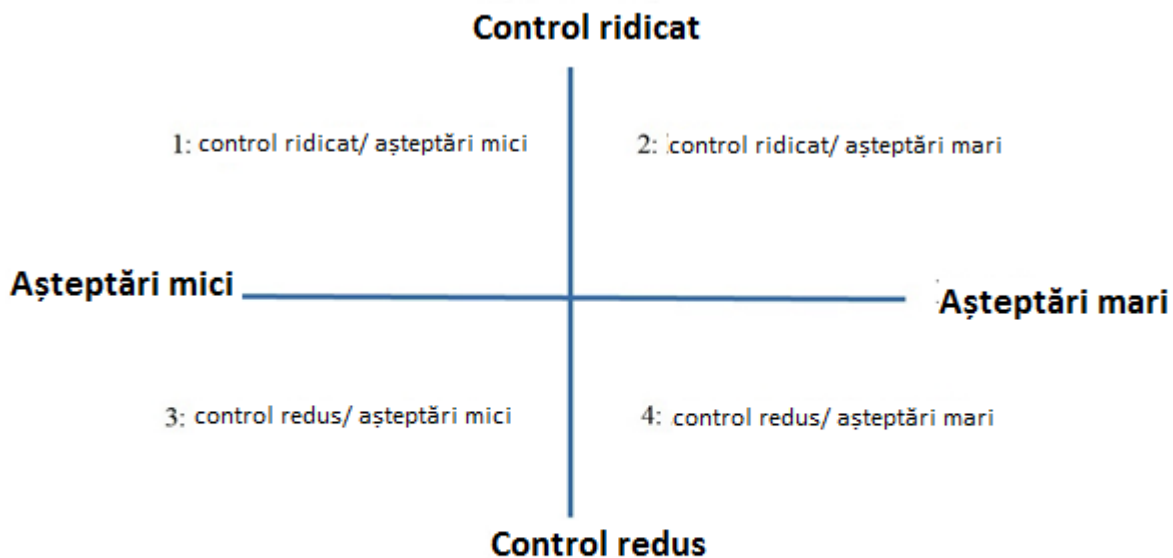 Control ridicat
1: control ridicat/ așteptări mici
2: control ridicat/ așteptări mari
Așteptări mici
Așteptări mari
3: control redus/ așteptări mici
4: control redus/ așteptări mari
Control redus